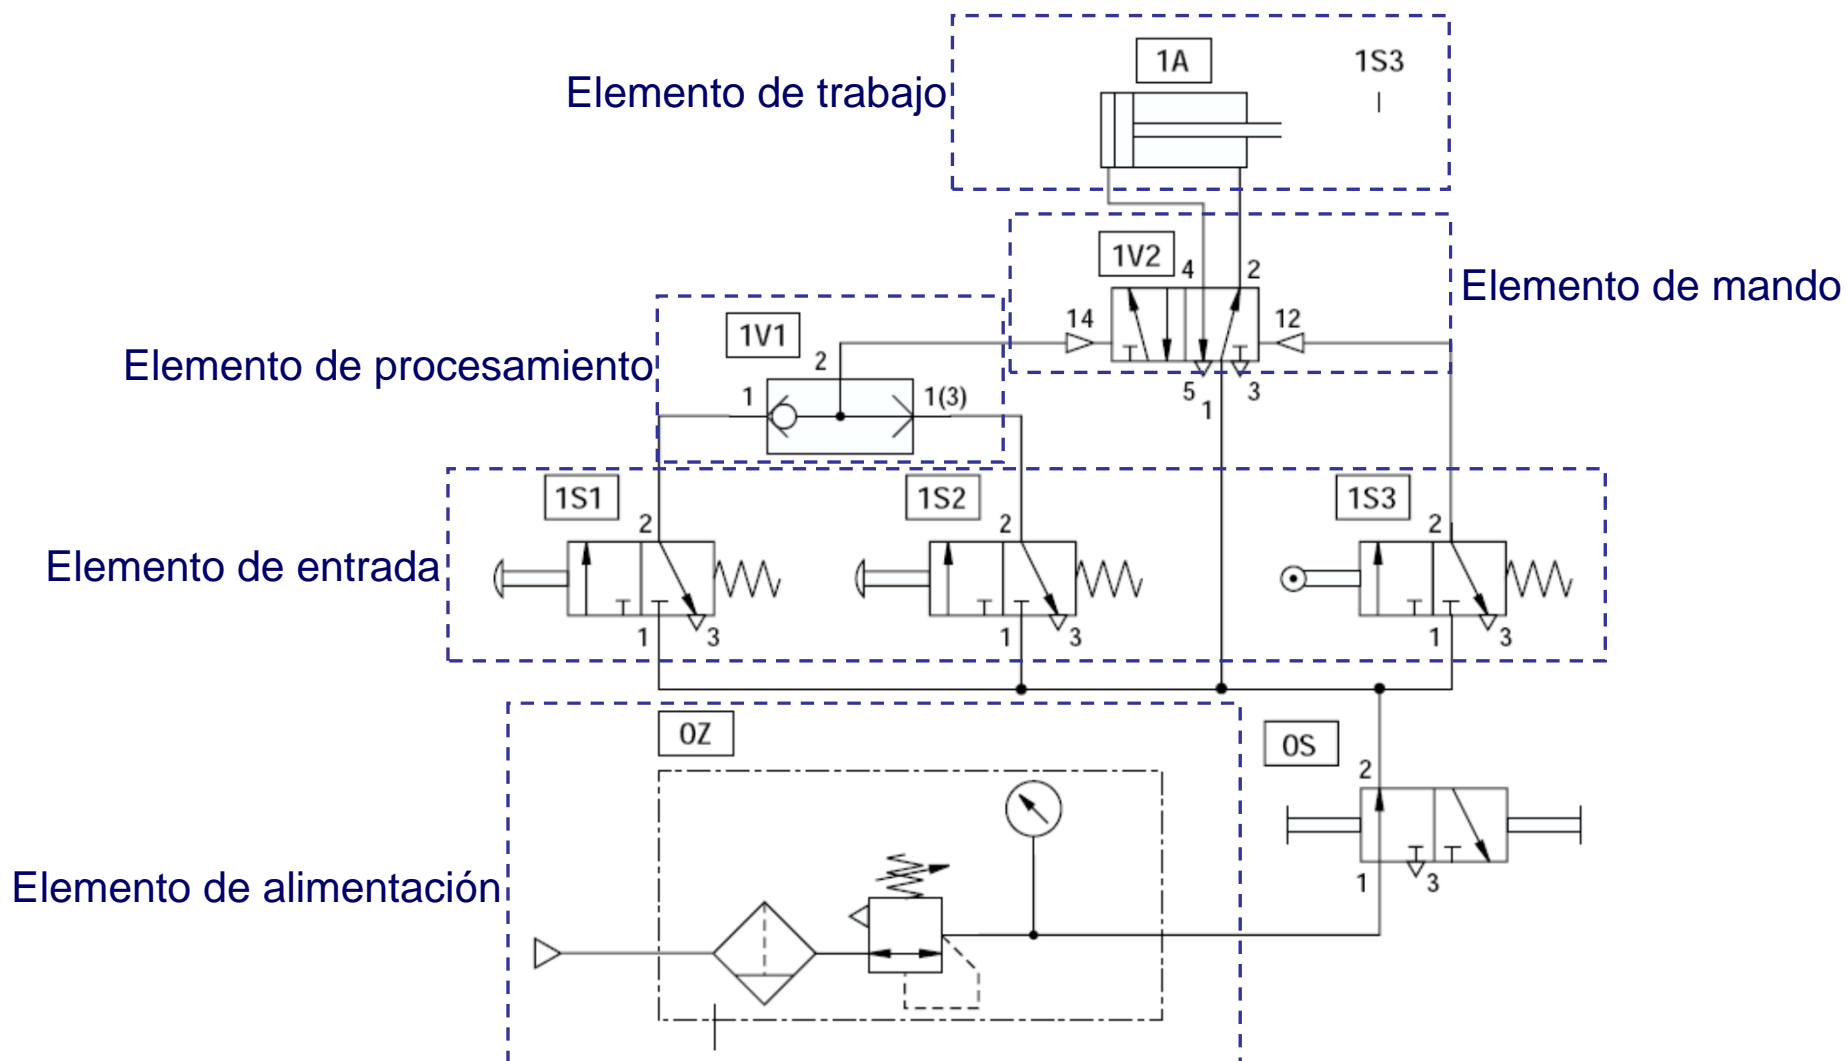 1A
1S3
Elemento de trabajo
1V2
4
2
Elemento de mando
14
12
1V1
2
Elemento de procesamiento
1
1(3)
5
1
3
1S1
2
1S2
2
1S3
2
Elemento de entrada
1
3
1
3
1
3
0Z
0S
2
1
3
Elemento de alimentación